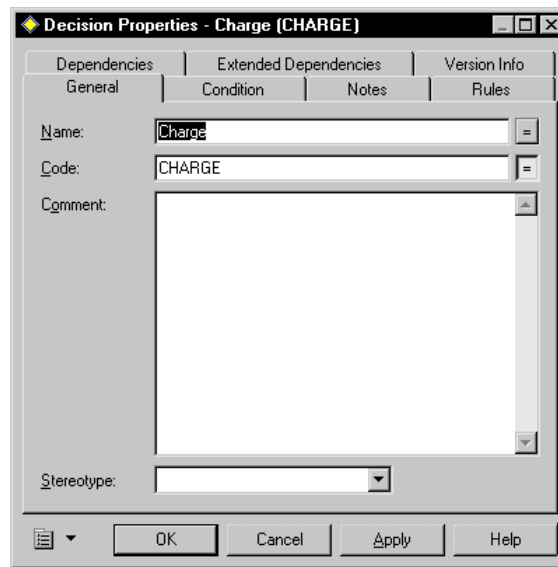 Decision Properties - Charge (CHARGE)
Dependencies Extended Dependencies Version Info
General Condition Notes Rules
Name: Charge =
Code: CHARGE =
Comment:
Stereotype:
OK Cancel Apply Help